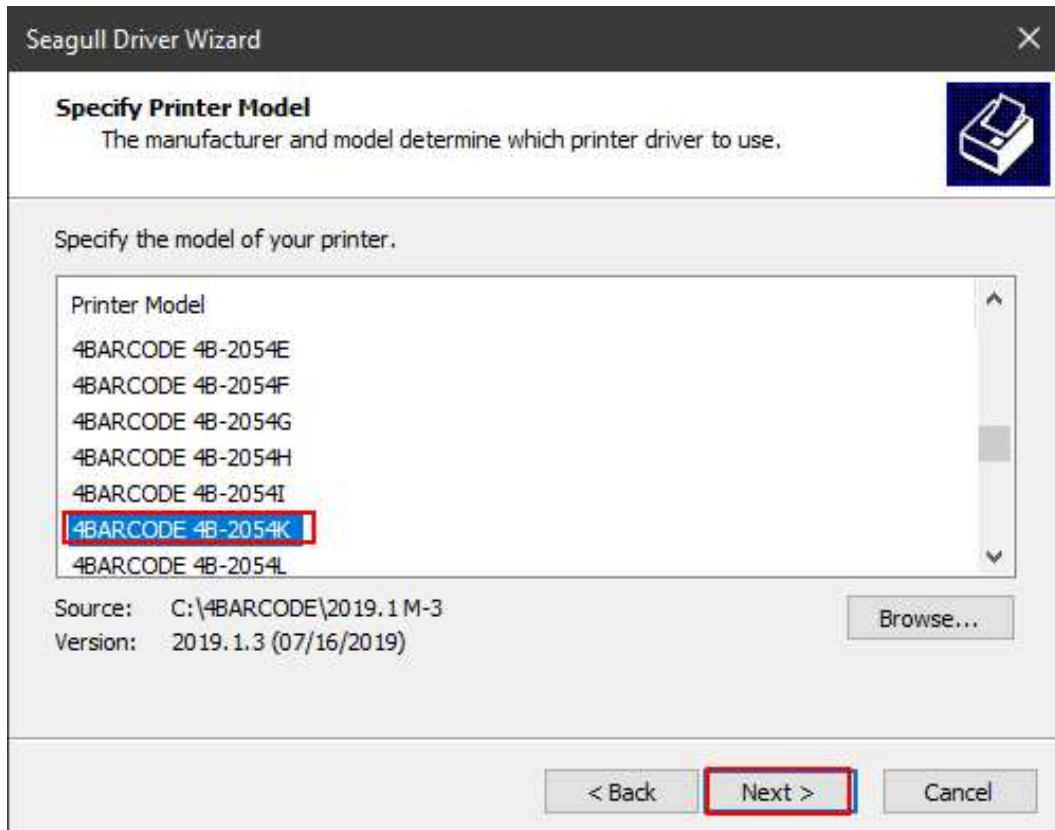 Seagull Driver Wizard
Specify Printer Model
The manufacturer and model determine which printer driver to use.
Specify the model of your printer.
Printer Model
4BARCODE 4B-2054E
4BARCODE 4B-2054F
4BARCODE 4B-2054G
4BARCODE 4B-2054H
4BARCODE 4B-2054I
4BARCODE 4B-2054K
4BARCODE 4B-2054L
Source: C:\4BARCODE\2019.1 M-3
Browse...
Version: 2019.1.3 (07/16/2019)
< Back Next > Cancel